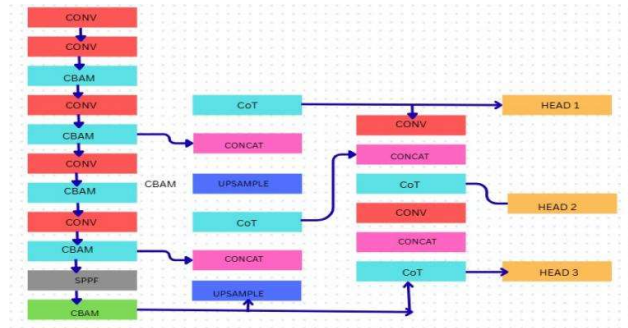 CONV
CONV
CBAM
CONV
CBAM
CONV
CBAM
CONV
CBAM
SPPF
CBAM
CBAM
CoT
CONCAT
UPSAMPLE
CoT
CONCAT
UPSAMPLE
CONV
CONCAT
CoT
CONV
CONCAT
CoT
HEAD 1
HEAD 2
HEAD 3